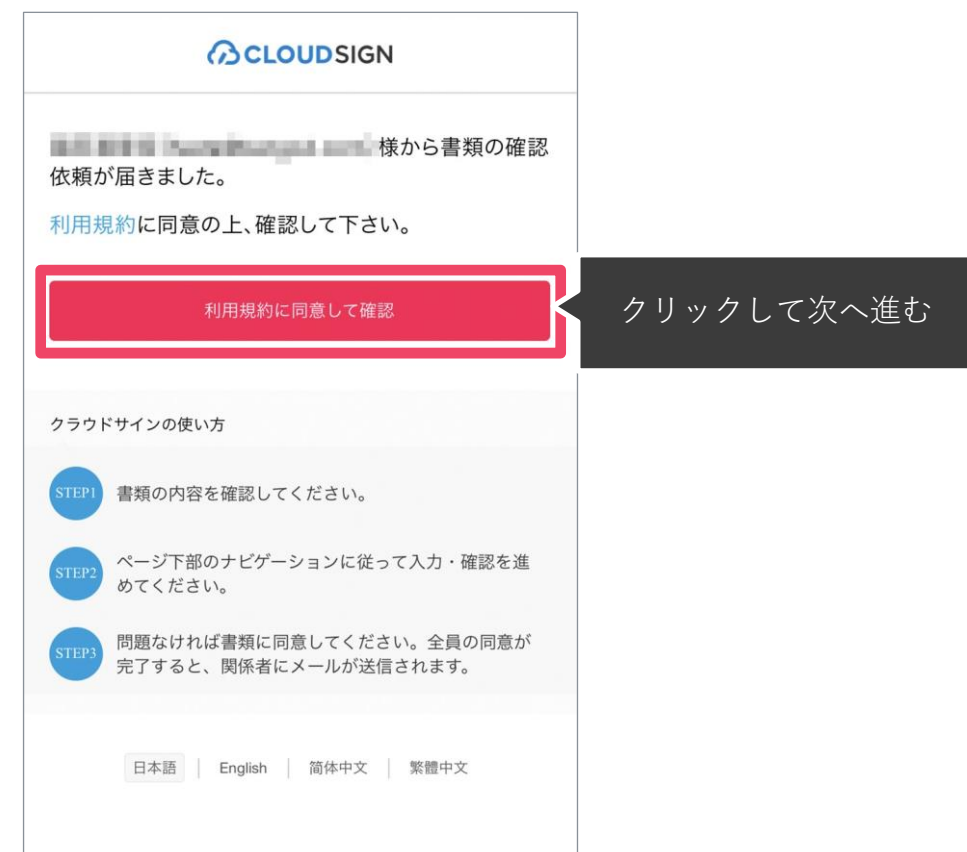 CLOUDSIGN
様から書類の確認
依頼が届きました。
利用規約に同意の上、確認して下さい。
利用規約に同意して確認
クリックして次へ進む
クラウドサインの使い方
STEP1 書類の内容を確認してください。
STEP2 ページ下部のナビゲーションに従って入力・確認を進
めてください。
STEP3 問題なければ書類に同意してください。全員の同意が
完了すると、関係者にメールが送信されます。
日本語 | English | 简体中文 | 繁體中文